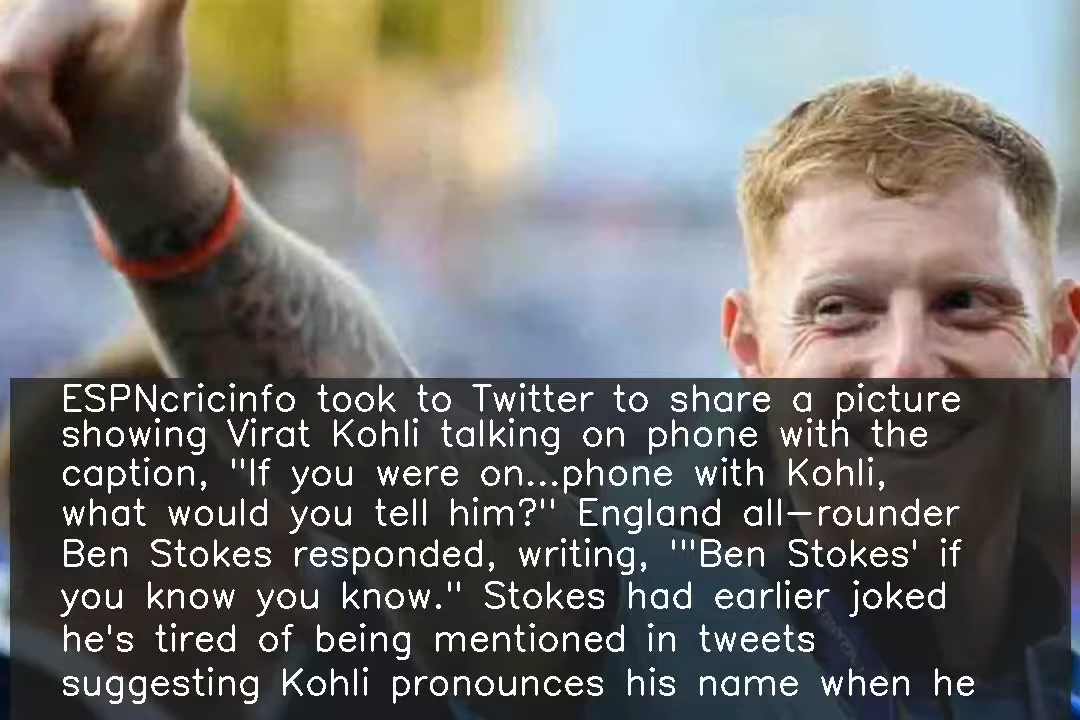 ESPNcricinfo took to Twitter to share a picture
showing Virat Kohli talking on phone with the
caption, "If you were on...phone with Kohli,
what would you tell him?" England all-rounder
Ben Stokes responded, writing, "'Ben Stokes' if
you know you know." Stokes had earlier joked
he's tired of being mentioned in tweets
suggesting Kohli pronounces his name when he